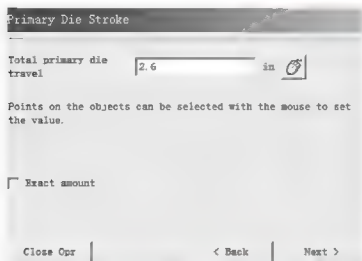 Primary Die Stroke
Total primary die
travel
2.6
in
Points on the objects can be selected with the mouse to set
the value.
Exact amount
Close Opr
< Back
Next >